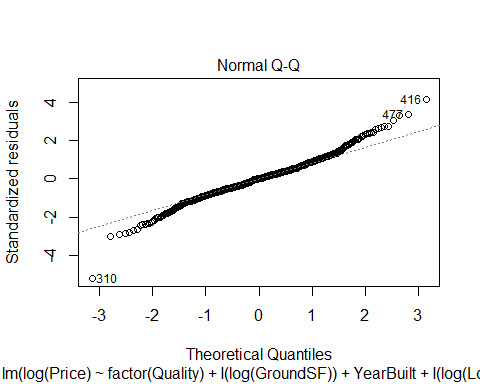 Normal Q-Q
Standardized residuals
4
2
0
-2
-4
416
477
310
-3 -2 -1 0 1 2 3
Theoretical Quantiles
lm(log(Price) ~ factor(Quality) + I(log(GroundSF)) + YearBuilt + I(log(Lo